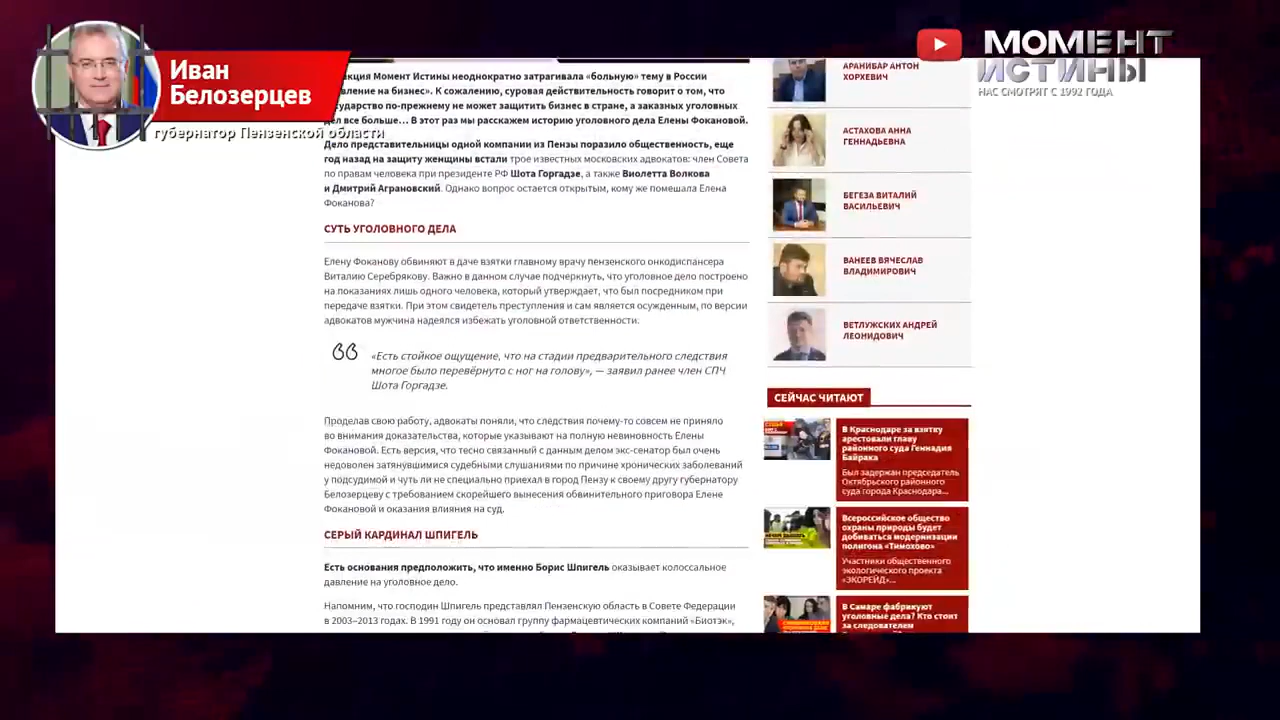 Иван
Белозерцев
губернатор Пензенской области
МОМЕНТ
ИСТИНЫ
НАС СМОТРЯТ С 1992 ГОДА
Момент Истины неоднократно затрагивала «больную» тему в России
на бизнес». К сожалению, суровая действительность говорит о том, что
по-прежнему не может защитить бизнес в стране, а заказных уголовных
все больше... В этот раз мы расскажем историю уголовного дела Елены Фокановой.
Дело представительницы одной компании из Пензы поразило общественность, еще
год назад на защиту женщины встали трое известных московских адвокатов: член Совета
по правам человека при президенте РФ Шота Горгадзе, а также Виолетта Волкова
и Дмитрий Аграновский. Однако вопрос остается открытым, кому же помешала Елена
Фоканова?
СУТЬ УГОЛОВНОГО ДЕЛА
Елену Фоканову обвиняют в даче взятки главному врачу пензенского онкодиспансера
Виталию Серебрякову. Важно в данном случае подчеркнуть, что уголовное дело построено
на показаниях лишь одного человека, который утверждает, что был посредником при
передаче взятки. При этом свидетель преступления и сам является осужденным, по версии
адвокатов мужчина надеялся избежать уголовной ответственности.
«Есть стойкое ощущение, что на стадии предварительного следствия
многое было перевёрнуто с ног на голову», — заявил ранее член СПЧ
Шота Горгадзе.
Проделав свою работу, адвокаты поняли, что следствия почему-то совсем не приняло
во внимания доказательства, которые указывают на полную невиновность Елены
Фокановой. Есть версия, что тесно связанный с данным делом экс-сенатор был очень
недоволен затянувшимися судебными слушаниями по причине хронических заболеваний
у подсудимой и чуть ли не специально приехал в город Пензу к своему другу губернатору
Белозерцеву с требованием скорейшего вынесения обвинительного приговора Елене
Фокановой и оказания влияния на суд.
СЕРЫЙ КАРДИНАЛ ШПИГЕЛЬ
Есть основания предположить, что именно Борис Шпигель оказывает колоссальное
давление на уголовное дело.
Напомним, что господин Шпигель представлял Пензенскую область в Совете Федерации
в 2003–2013 годах. В 1991 году он основал группу фармацевтических компаний «Биотэк»,
АРАНИБАР АНТОН
ХОРХЕВИЧ
АСТАХОВА АННА
ГЕННАДЬЕВНА
БЕГЕЗА ВИТАЛИЙ
ВАСИЛЬЕВИЧ
ВАНЕЕВ ВЯЧЕСЛАВ
ВЛАДИМИРОВИЧ
ВЕТЛУЖСКИХ АНДРЕЙ
ЛЕОНИДОВИЧ
СЕЙЧАС ЧИТАЮТ
В Краснодаре за взятку
арестовали главу
районного суда Геннадия
Байрака
Был задержан председатель
Октябрьского районного
суда города Краснодара...
Всероссийское общество
охраны природы будет
добиваться модернизации
полигона «Тимохово»
Участники общественного
экологического проекта
«ЭКОРЕЙД»...
В Самаре фабрикуют
уголовные дела? Кто стоит
за следователем